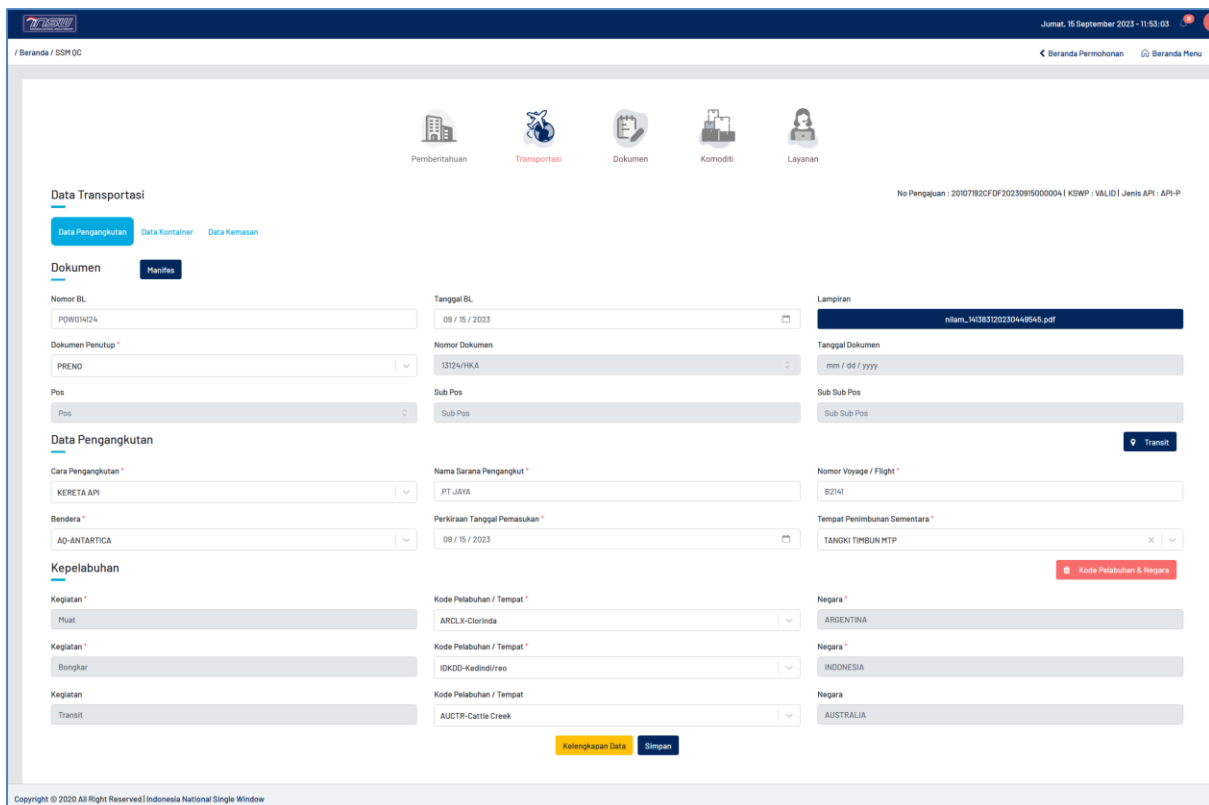 Jumat, 15 September 2023 - 11:53:03
/ Beranda / SSM QC
Beranda Permohonan
Beranda Menu
Pemberitahuan
Transportasi
Dokumen
Komoditi
Layanan
Data Transportasi
No Pengajuan : 20107192CFDF20230915000004 | KSWP : VALID | Jenis API : API-P
Data Pengangkutan
Data Kontainer
Data Kemasan
Dokumen
Manifes
Nomor BL
Tanggal BL
Lampiran
PQW014124
09 / 15 / 2023
nilam_141383120230449545.pdf
Dokumen Penutup *
Nomor Dokumen
Tanggal Dokumen
PRENO
13124/HKA
mm / dd / yyyy
Pos
Sub Pos
Sub Sub Pos
Pos
Sub Pos
Sub Sub Pos
Data Pengangkutan
Transit
Cara Pengangkutan *
Nama Sarana Pengangkut *
Nomor Voyage / Flight *
KERETA API
PT JAYA
B2141
Bendera *
Perkiraan Tanggal Pemasukan *
Tempat Penimbunan Sementara *
AQ-ANTARTICA
09 / 15 / 2023
TANGKI TIMBUN MTP
Kepelabuhan
Kode Pelabuhan & Negara
Kegiatan *
Kode Pelabuhan / Tempat *
Negara *
Muat
ARCLX-Clorinda
ARGENTINA
Kegiatan *
Kode Pelabuhan / Tempat *
Negara *
Bongkar
IDKDD-Kedindi/reo
INDONESIA
Kegiatan
Kode Pelabuhan / Tempat
Negara
Transit
AUCTR-Cattle Creek
AUSTRALIA
Kelengkapan Data
Simpan
Copyright © 2020 All Right Reserved | Indonesia National Single Window